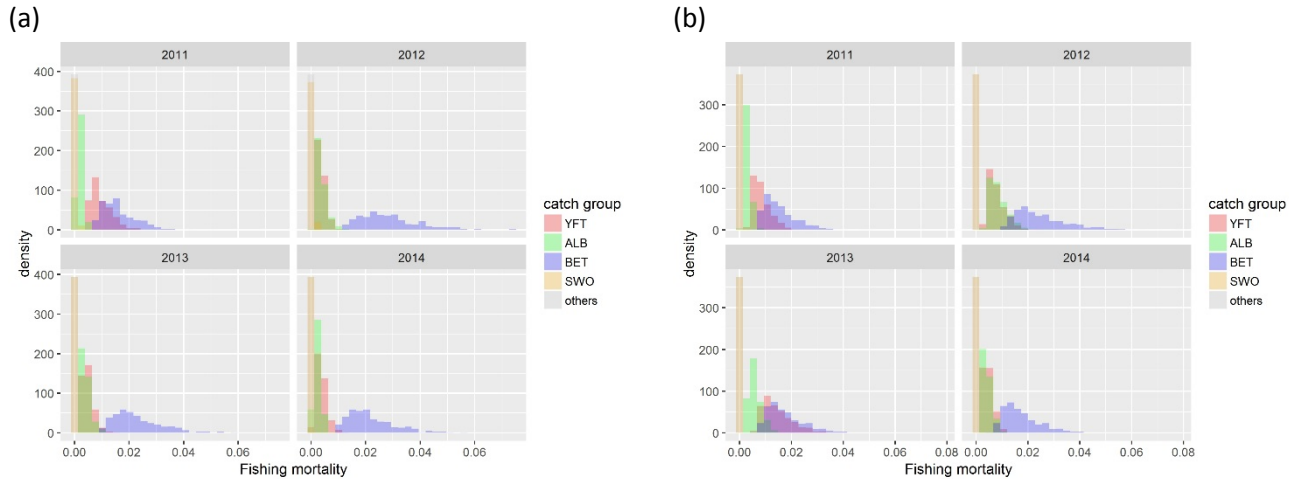 (a)
2011 2012
400
300
200
100
0
2013 2014
400
300
200
100
0
0.00 0.02 0.04 0.06 0.00 0.02 0.04 0.06
Fishing mortality
density
catch group
YFT
ALB
BET
SWO
others
(b)
2011 2012
300
200
100
0
2013 2014
300
200
100
0
0.00 0.02 0.04 0.06 0.08 0.00 0.02 0.04 0.06 0.08
Fishing mortality
density
catch group
YFT
ALB
BET
SWO
others